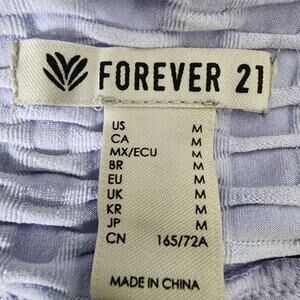 FOREVER 21
US M
CA M
MX/ECU M
BR M
EU M
UK M
KR M
JP M
CN 165/72A
MADE IN CHINA